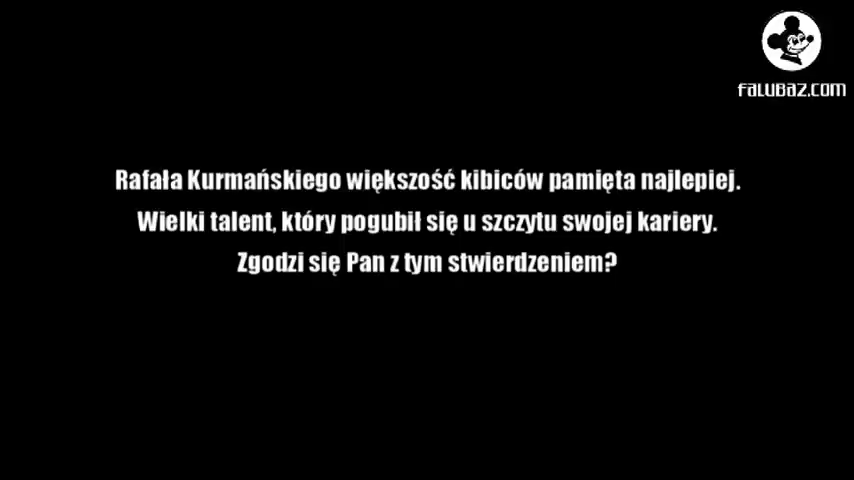 FALUBAZ.COM
Rafała Kurmańskiego większość kibiców pamięta najlepiej.
Wielki talent, który pogubił się u szczytu swojej kariery.
Zgodzi się Pan z tym stwierdzeniem?